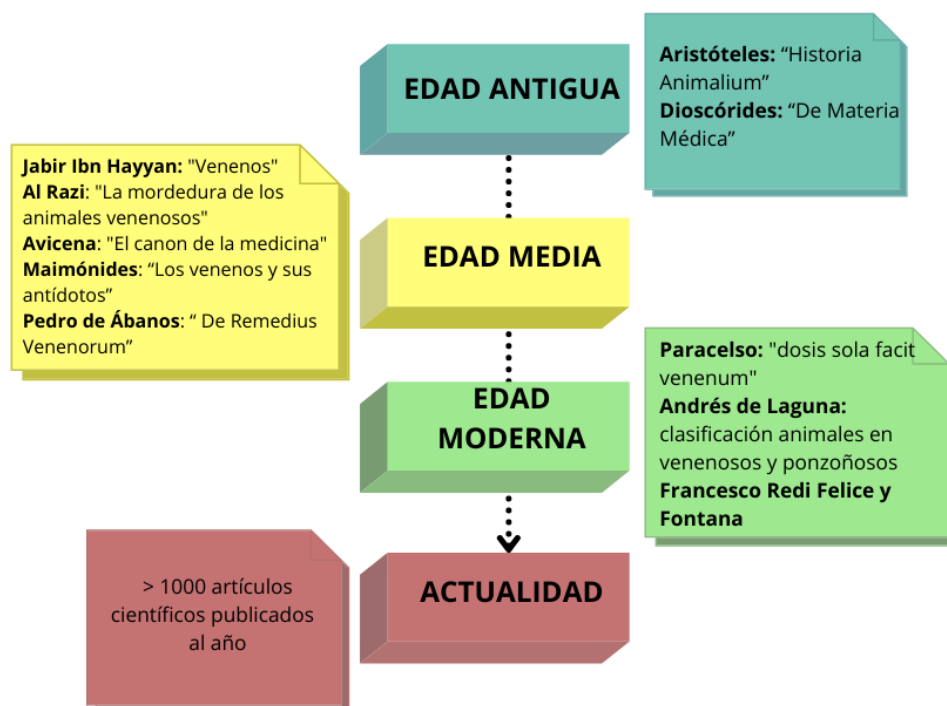 EDAD ANTIGUA
Aristóteles: “Historia
Animalium”
Dioscórides: “De Materia
Médica”
Jabir Ibn Hayyan: "Venenos"
Al Razi: "La mordedura de los
animales venenosos"
Avicena: "El canon de la medicina"
Maimónides: “Los venenos y sus
antídotos”
Pedro de Ábanos: “ De Remedius
Venenorum”
EDAD MEDIA
EDAD
MODERNA
Paracelso: "dosis sola facit
venenum"
Andrés de Laguna:
clasificación animales en
venenosos y ponzoñosos
Francesco Redi Felice y
Fontana
> 1000 artículos
científicos publicados
al año
ACTUALIDAD